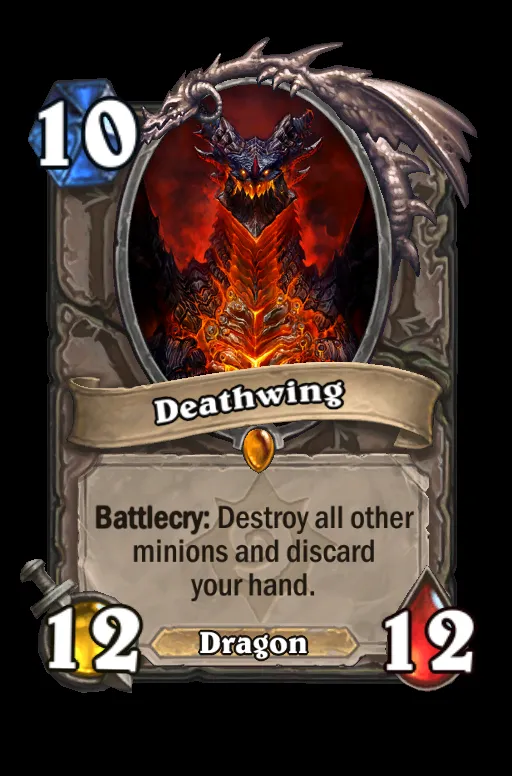 10
Deathwing
Battlecry: Destroy all other
minions and discard
your hand.
12
Dragon
12